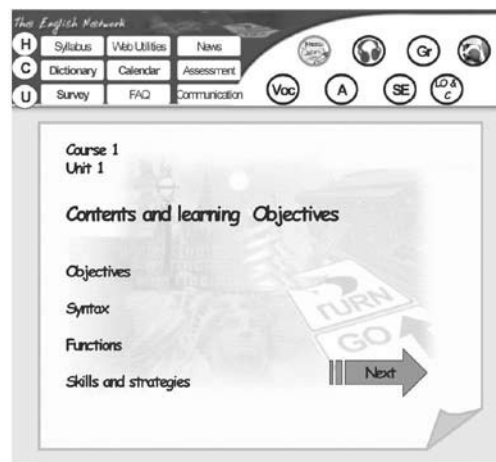 The English Network
H Syllabus Web Utilities News
C Dictionary Calendar Assessment
U Survey FAQ Communication
Gr
Voc A SE LO & C
Course 1
Unit 1
Contents and learning Objectives
Objectives
Syntax
Functions
Skills and strategies
TURN
GO
Next